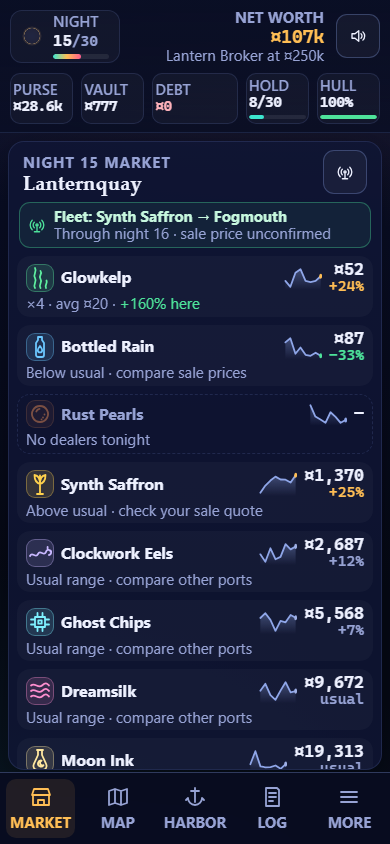 NIGHT
15/30
NET WORTH
¤107k
Lantern Broker at ¤250k
PURSE
¤28.6k
VAULT
¤777
DEBT
¤0
HOLD
8/30
HULL
100%
NIGHT 15 MARKET
Lanternquay
Fleet: Synth Saffron → Fogmouth
Through night 16 · sale price unconfirmed
Glowkelp
¤52
+24%
×4 · avg ¤20 · +160% here
Bottled Rain
¤87
−33%
Below usual · compare sale prices
Rust Pearls
—
No dealers tonight
Synth Saffron
¤1,370
+25%
Above usual · check your sale quote
Clockwork Eels
¤2,687
+12%
Usual range · compare other ports
Ghost Chips
¤5,568
+7%
Usual range · compare other ports
Dreamsilk
¤9,672
usual
Usual range · compare other ports
Moon Ink
¤19,313
usual
MARKET
MAP
HARBOR
LOG
MORE